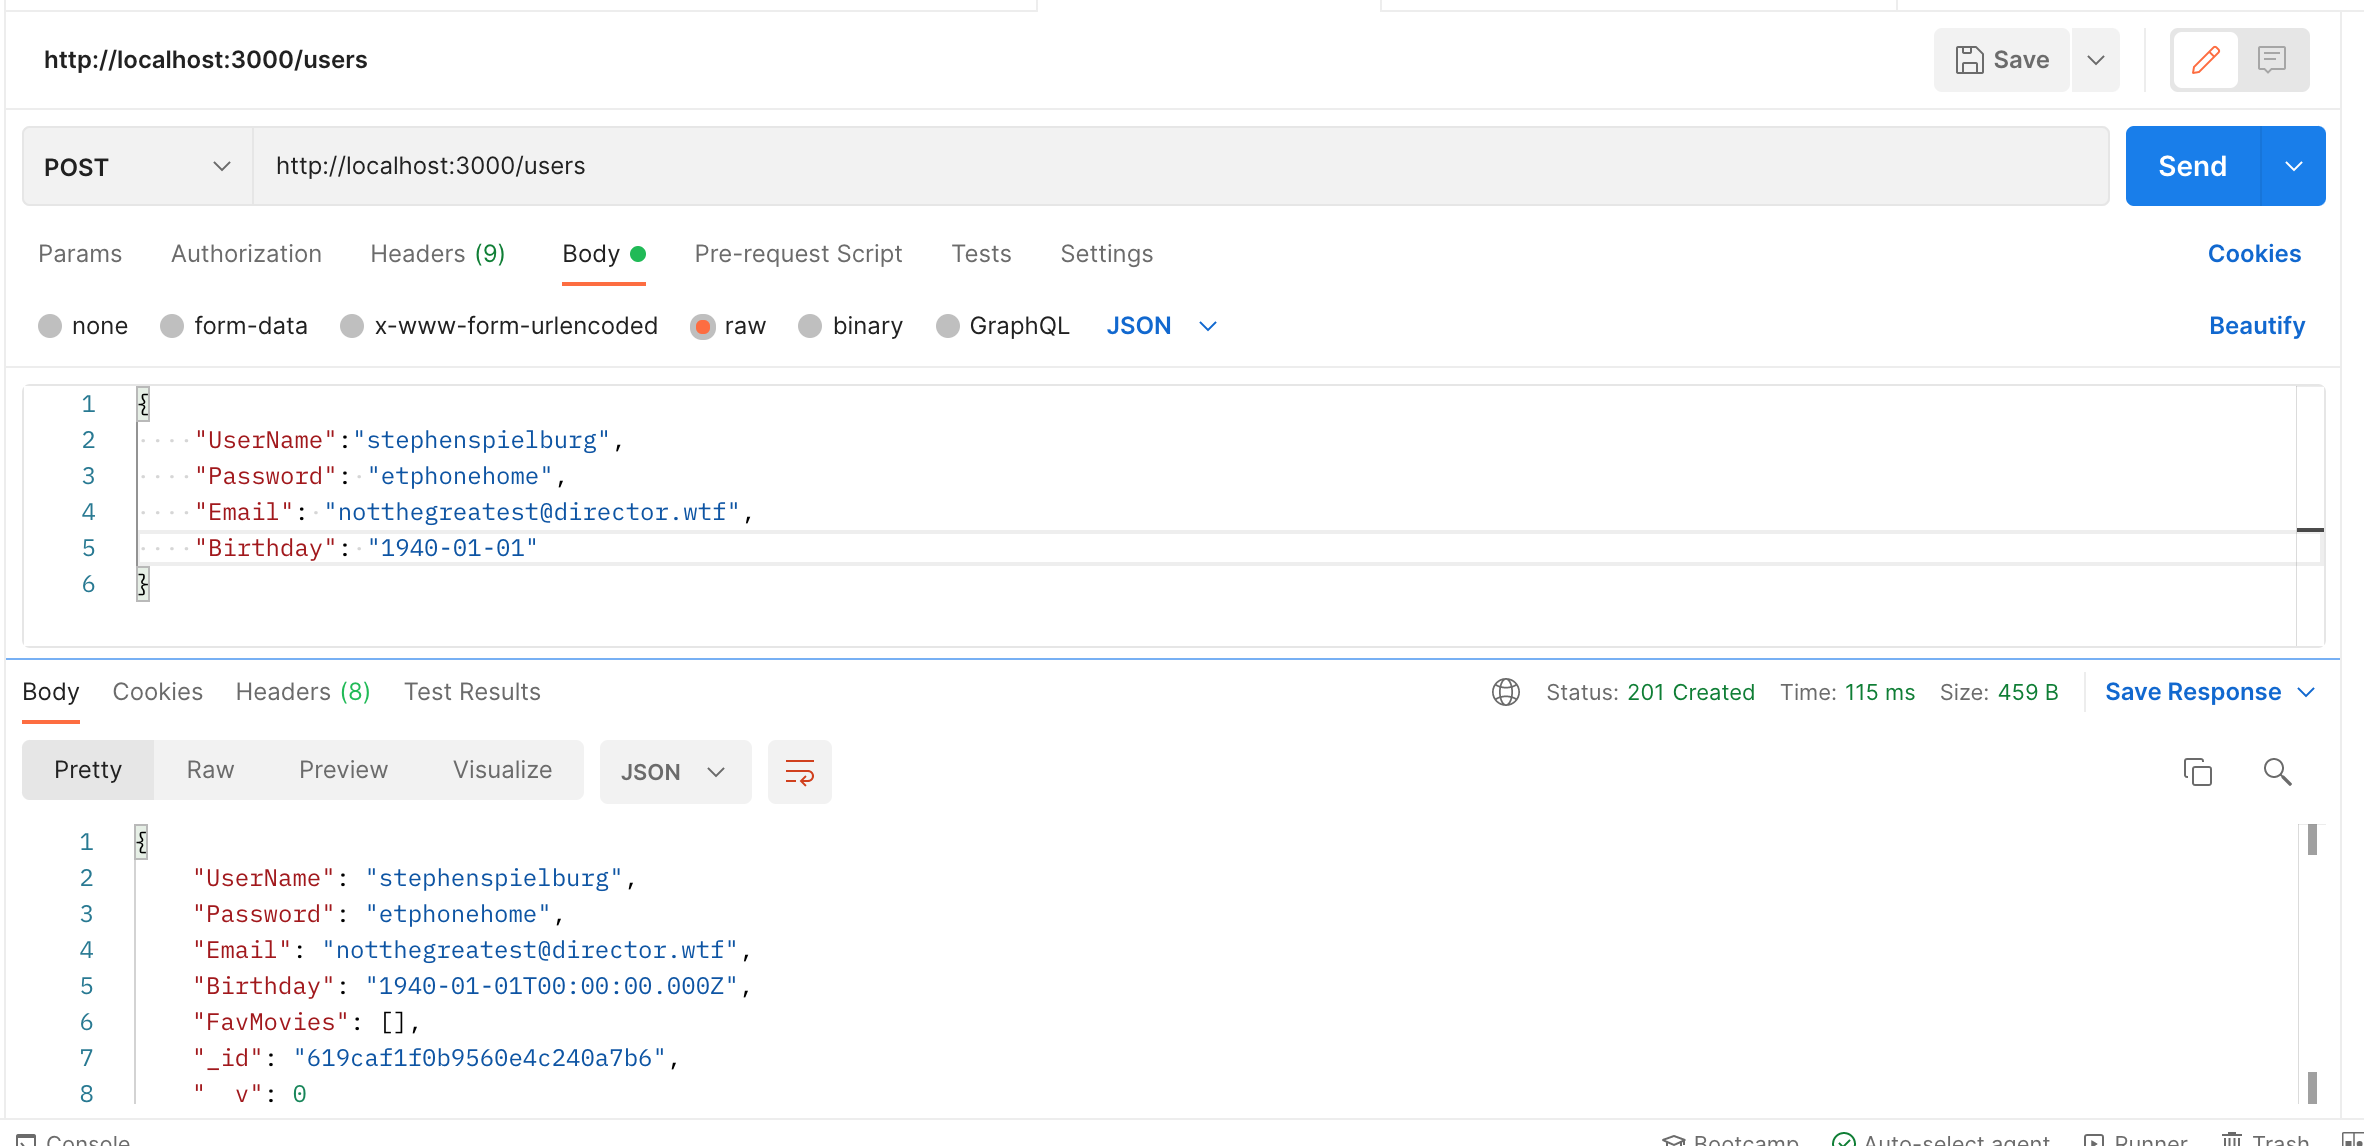 http://localhost:3000/users
Save
POST http://localhost:3000/users Send
Params Authorization Headers (9) Body Pre-request Script Tests Settings Cookies
none form-data x-www-form-urlencoded raw binary GraphQL JSON Beautify
1 {
2 "UserName":"stephenspielburg",
3 "Password": "etphonehome",
4 "Email": "notthegreatest@director.wtf",
5 "Birthday": "1940-01-01"
6 }
Body Cookies Headers (8) Test Results Status: 201 Created Time: 115 ms Size: 459 B Save Response
Pretty Raw Preview Visualize JSON
1 {
2 "UserName": "stephenspielburg",
3 "Password": "etphonehome",
4 "Email": "notthegreatest@director.wtf",
5 "Birthday": "1940-01-01T00:00:00.000Z",
6 "FavMovies": [],
7 "_id": "619caf1f0b9560e4c240a7b6",
8 "__v": 0
Console Bootcamp Auto-select agent Runner Trash